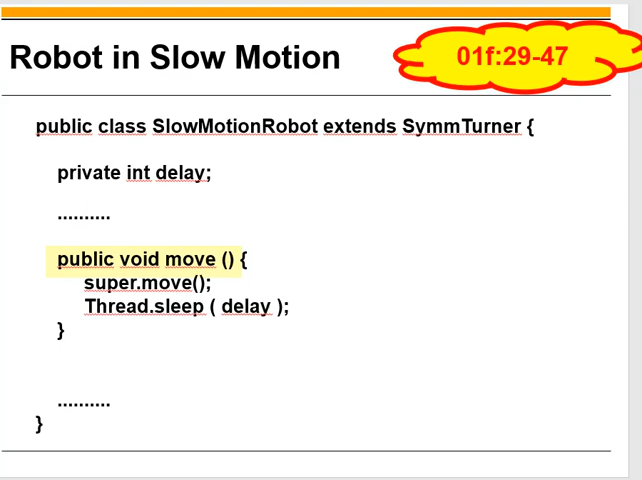 Robot in Slow Motion
01f:29-47
public class SlowMotionRobot extends SymmTurner {
private int delay;
..........
public void move () {
super.move();
Thread.sleep ( delay );
}
..........
}